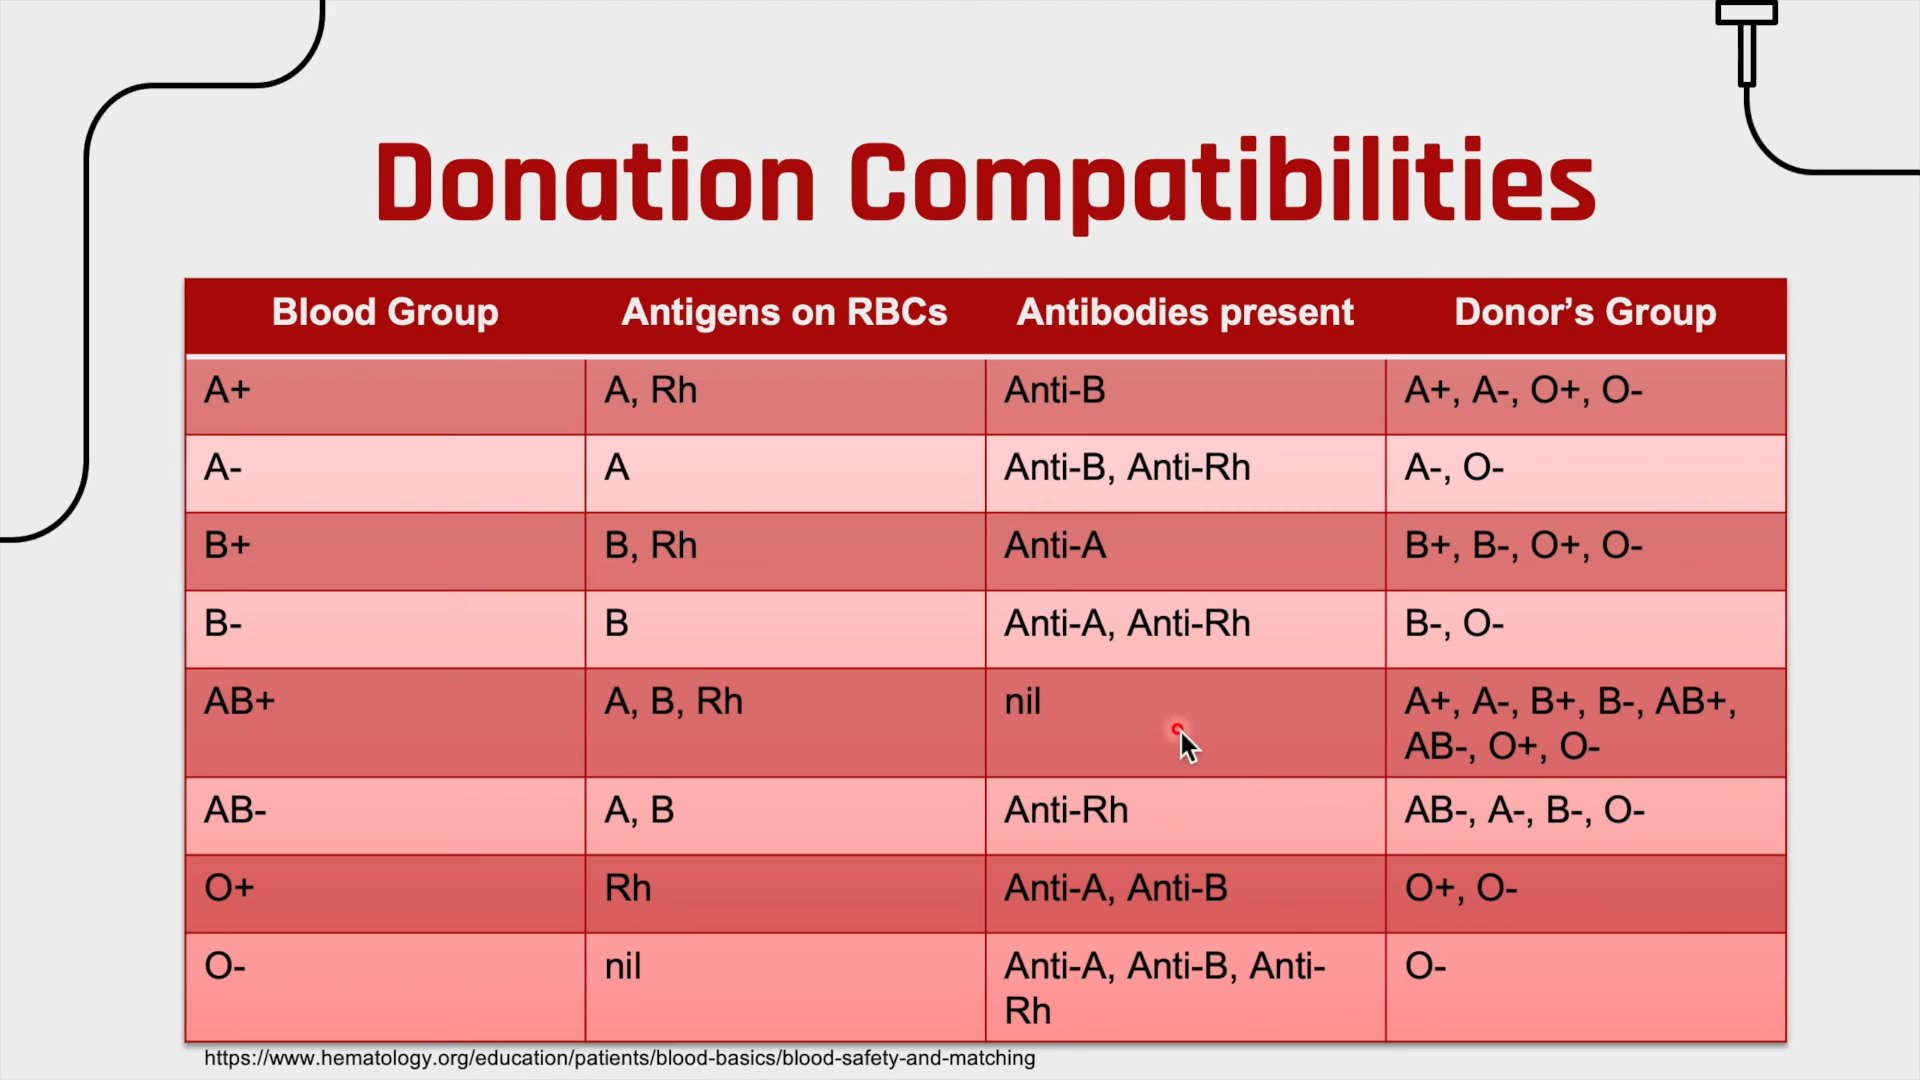 Donation Compatibilities
Blood Group Antigens on RBCs Antibodies present Donor’s Group
A+ A, Rh Anti-B A+, A-, O+, O-
A- A Anti-B, Anti-Rh A-, O-
B+ B, Rh Anti-A B+, B-, O+, O-
B- B Anti-A, Anti-Rh B-, O-
AB+ A, B, Rh nil A+, A-, B+, B-, AB+,
AB-, O+, O-
AB- A, B Anti-Rh AB-, A-, B-, O-
O+ Rh Anti-A, Anti-B O+, O-
O- nil Anti-A, Anti-B, Anti- O-
Rh
https://www.hematology.org/education/patients/blood-basics/blood-safety-and-matching